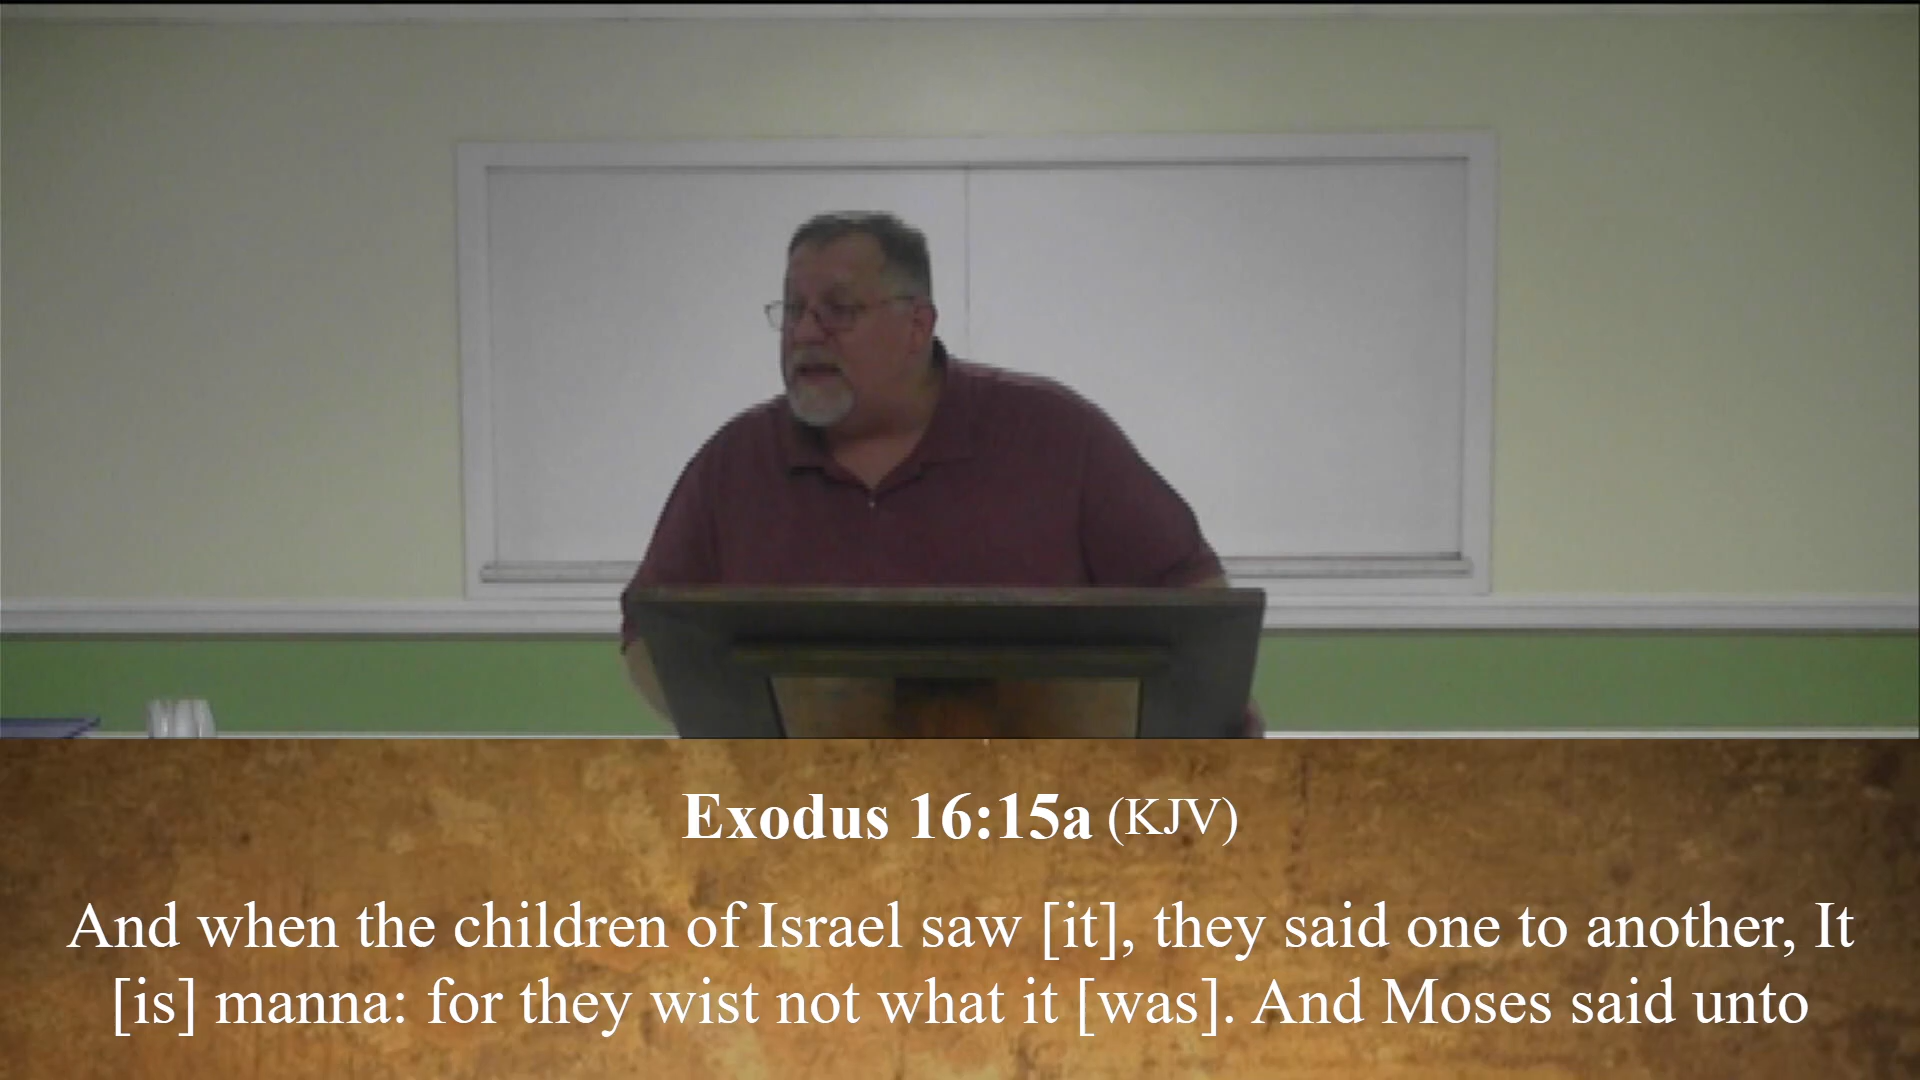 Exodus 16:15a (KJV)
And when the children of Israel saw [it], they said one to another, It
[is] manna: for they wist not what it [was]. And Moses said unto